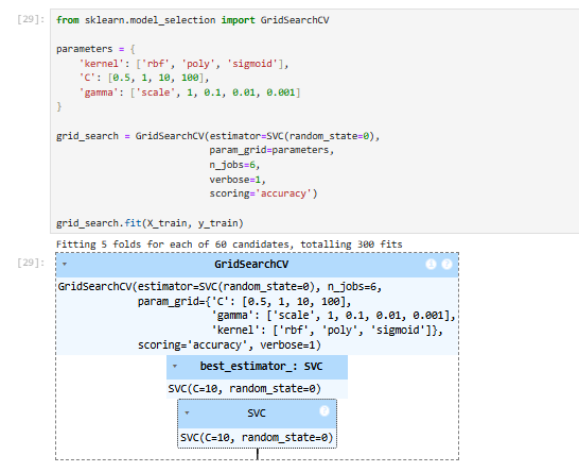 [29]: from sklearn.model_selection import GridSearchCV
parameters = {
    'kernel': ['rbf', 'poly', 'sigmoid'],
    'C': [0.5, 1, 10, 100],
    'gamma': ['scale', 1, 0.1, 0.01, 0.001]
}
grid_search = GridSearchCV(estimator=SVC(random_state=0),
                           param_grid=parameters,
                           n_jobs=6,
                           verbose=1,
                           scoring='accuracy')
grid_search.fit(X_train, y_train)
Fitting 5 folds for each of 60 candidates, totalling 300 fits
[29]: GridSearchCV i ?
GridSearchCV(estimator=SVC(random_state=0), n_jobs=6,
             param_grid={'C': [0.5, 1, 10, 100],
                         'gamma': ['scale', 1, 0.1, 0.01, 0.001],
                         'kernel': ['rbf', 'poly', 'sigmoid']},
             scoring='accuracy', verbose=1)
best_estimator_: SVC
SVC(C=10, random_state=0)
SVC ?
SVC(C=10, random_state=0)